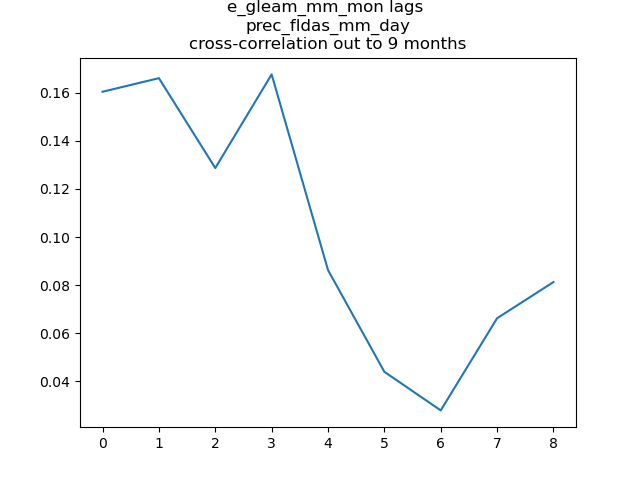 e_gleam_mm_mon lags
prec_fldas_mm_day
cross-correlation out to 9 months
0.16
0.14
0.12
0.10
0.08
0.06
0.04
0 1 2 3 4 5 6 7 8